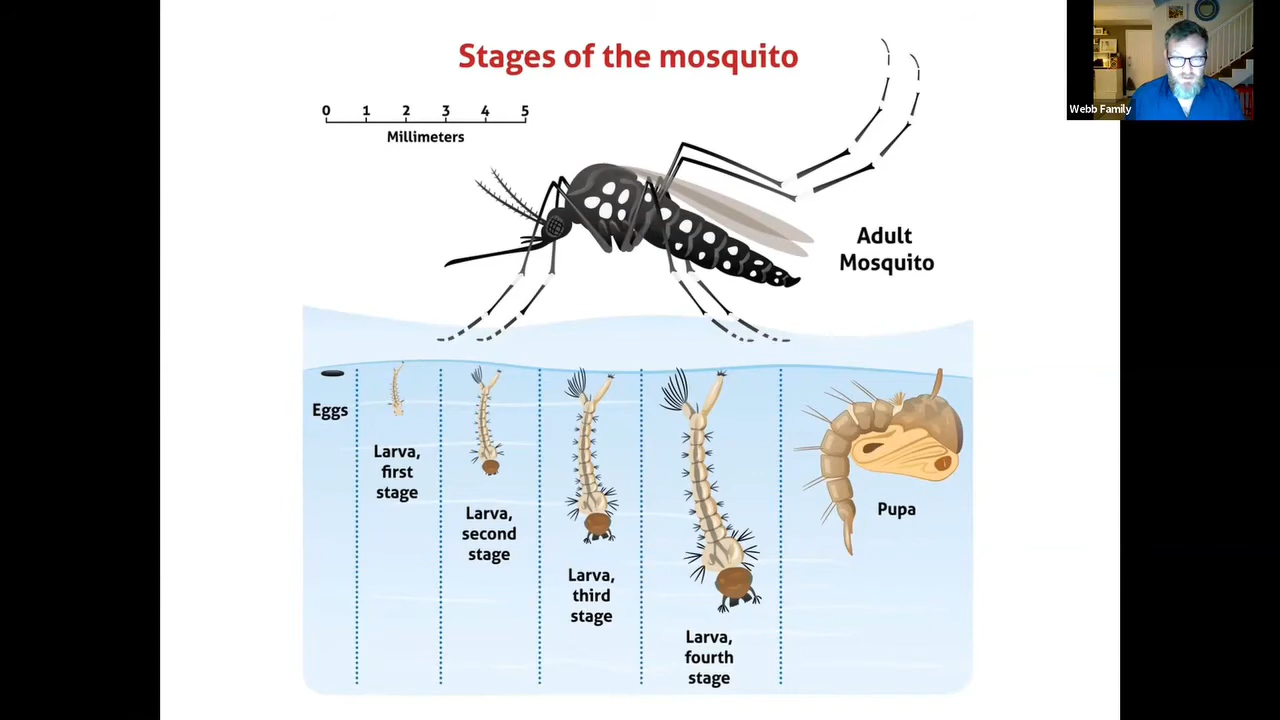 Stages of the mosquito
0 1 2 3 4 5
Millimeters
Webb Family
Adult
Mosquito
Eggs
Larva,
first
stage
Larva,
second
stage
Larva,
third
stage
Larva,
fourth
stage
Pupa